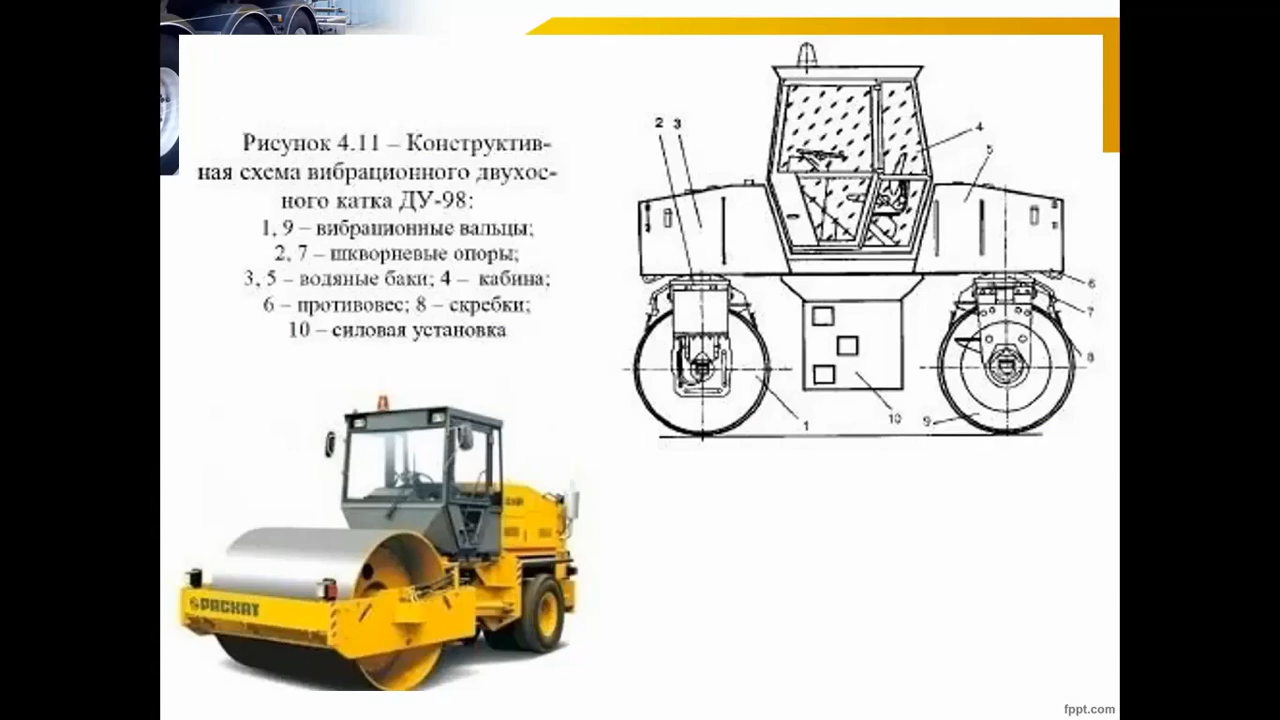 Рисунок 4.11 – Конструктив-
ная схема вибрационного двухос-
ного катка ДУ-98:
1, 9 – вибрационные вальцы;
2, 7 – шкворневые опоры;
3, 5 – водяные баки; 4 – кабина;
6 – противовес; 8 – скребки;
10 – силовая установка
2 3
4
5
6
7
8
9
10
1
РАСКАТ
fppt.com